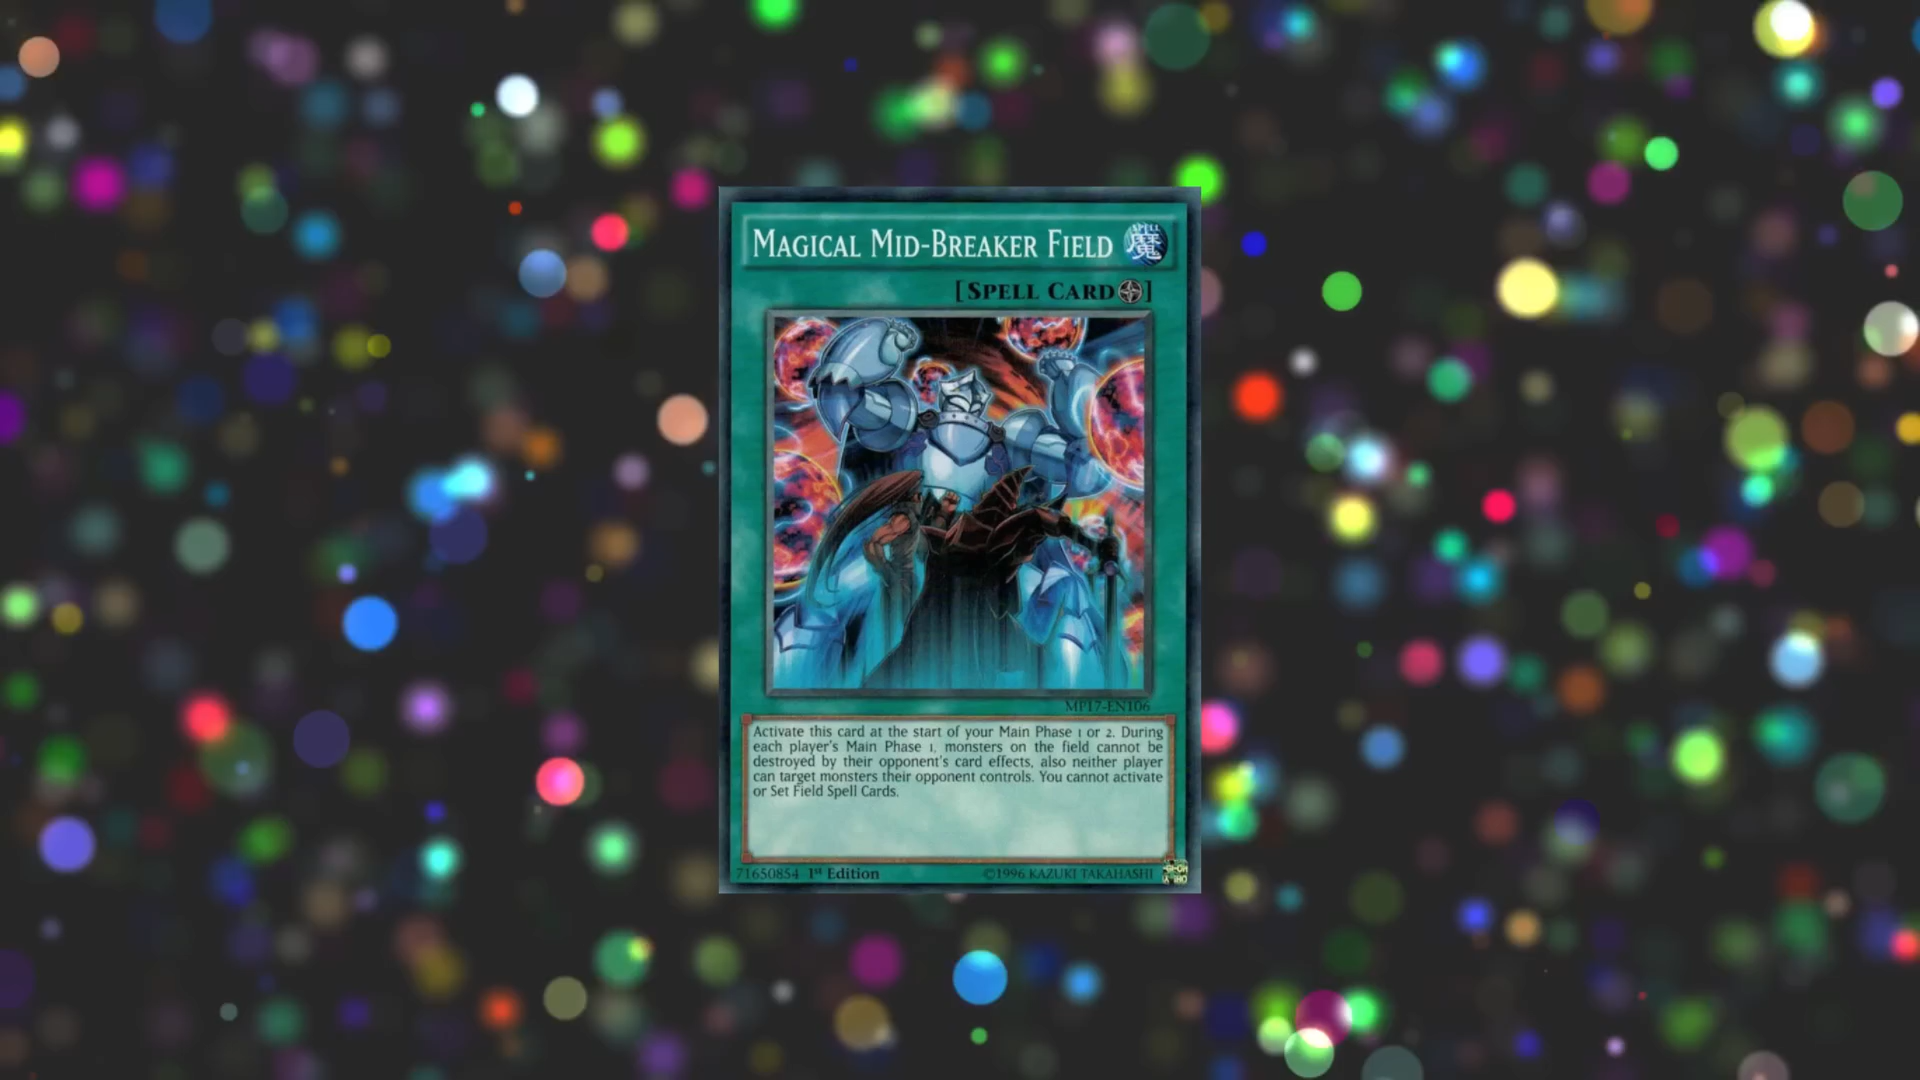 MAGICAL MID-BREAKER FIELD
SPELL
魔
[SPELL CARD]
MP17-EN106
Activate this card at the start of your Main Phase 1 or 2. During
each player's Main Phase 1, monsters on the field cannot be
destroyed by their opponent's card effects, also neither player
can target monsters their opponent controls. You cannot activate
or Set Field Spell Cards.
71650854 1st Edition
©1996 KAZUKI TAKAHASHI